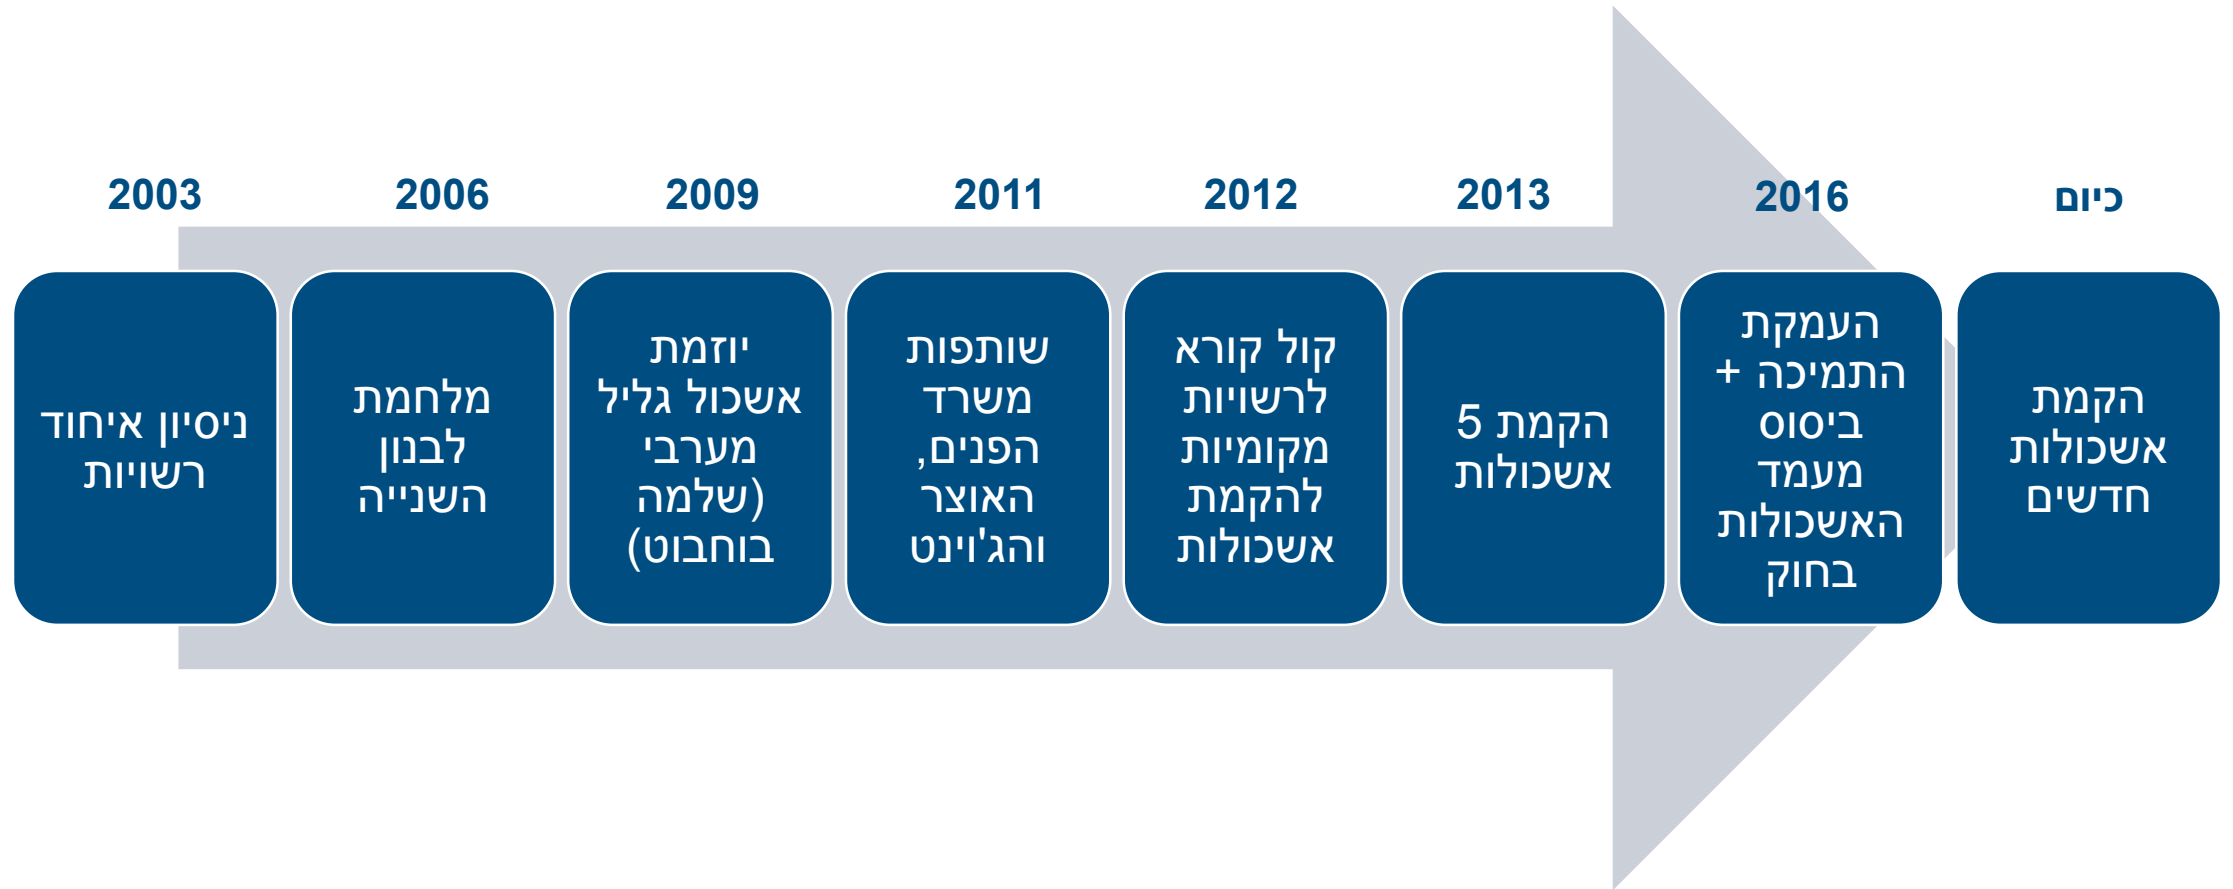 2003
ניסיון איחוד
רשויות
2006
מלחמת
לבנון
השנייה
2009
יוזמת
אשכול גליל
מערבי
(שלמה
בוחבוט)
2011
שותפות
משרד
הפנים,
האוצר
והג'וינט
2012
קול קורא
לרשויות
מקומיות
להקמת
אשכולות
2013
הקמת 5
אשכולות
2016
העמקת
התמיכה +
ביסוס
מעמד
האשכולות
בחוק
כיום
הקמת
אשכולות
חדשים